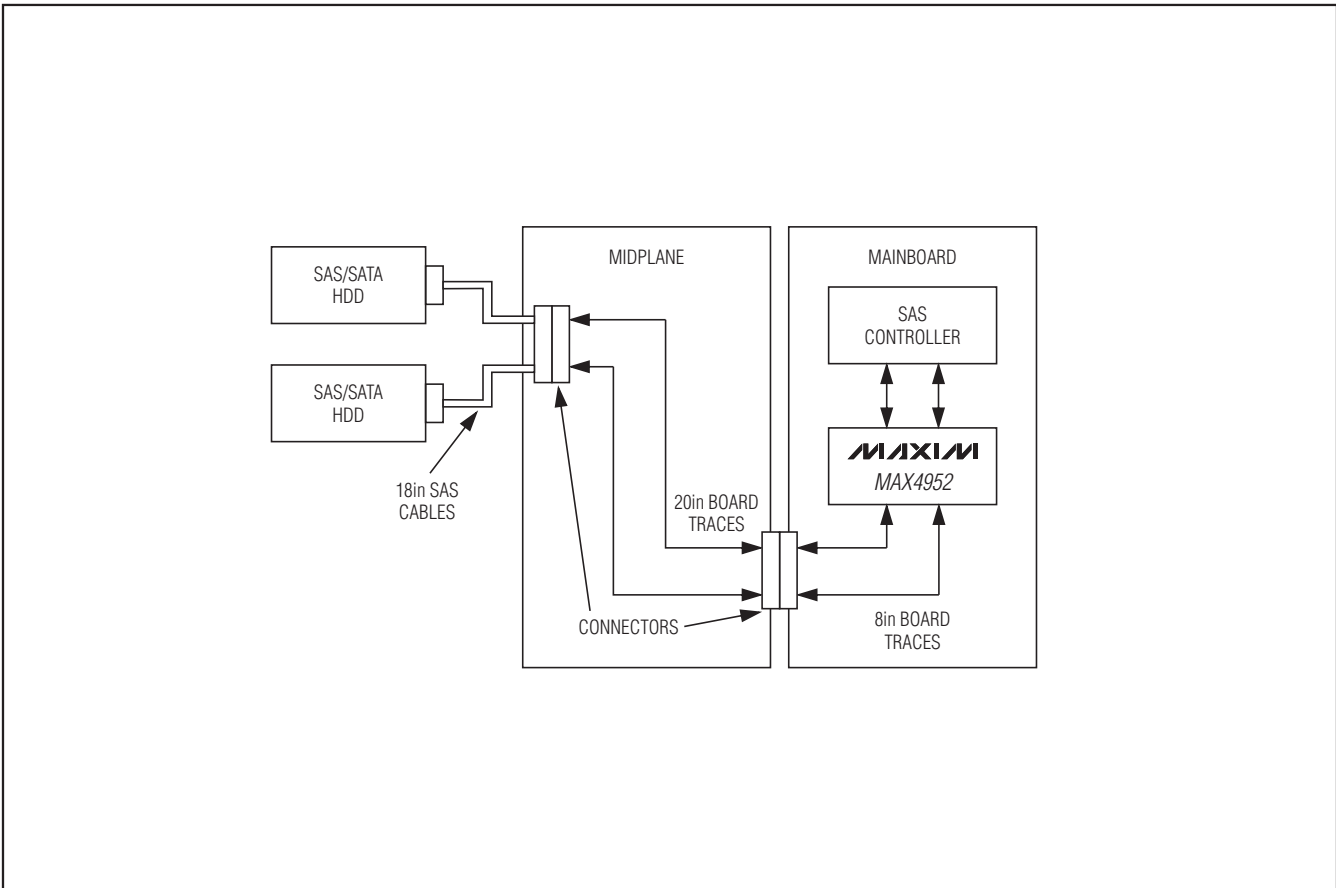 SAS/SATA
HDD
SAS/SATA
HDD
18in SAS
CABLES
MIDPLANE
20in BOARD
TRACES
CONNECTORS
MAINBOARD
SAS
CONTROLLER
MAXIM
MAX4952
8in BOARD
TRACES